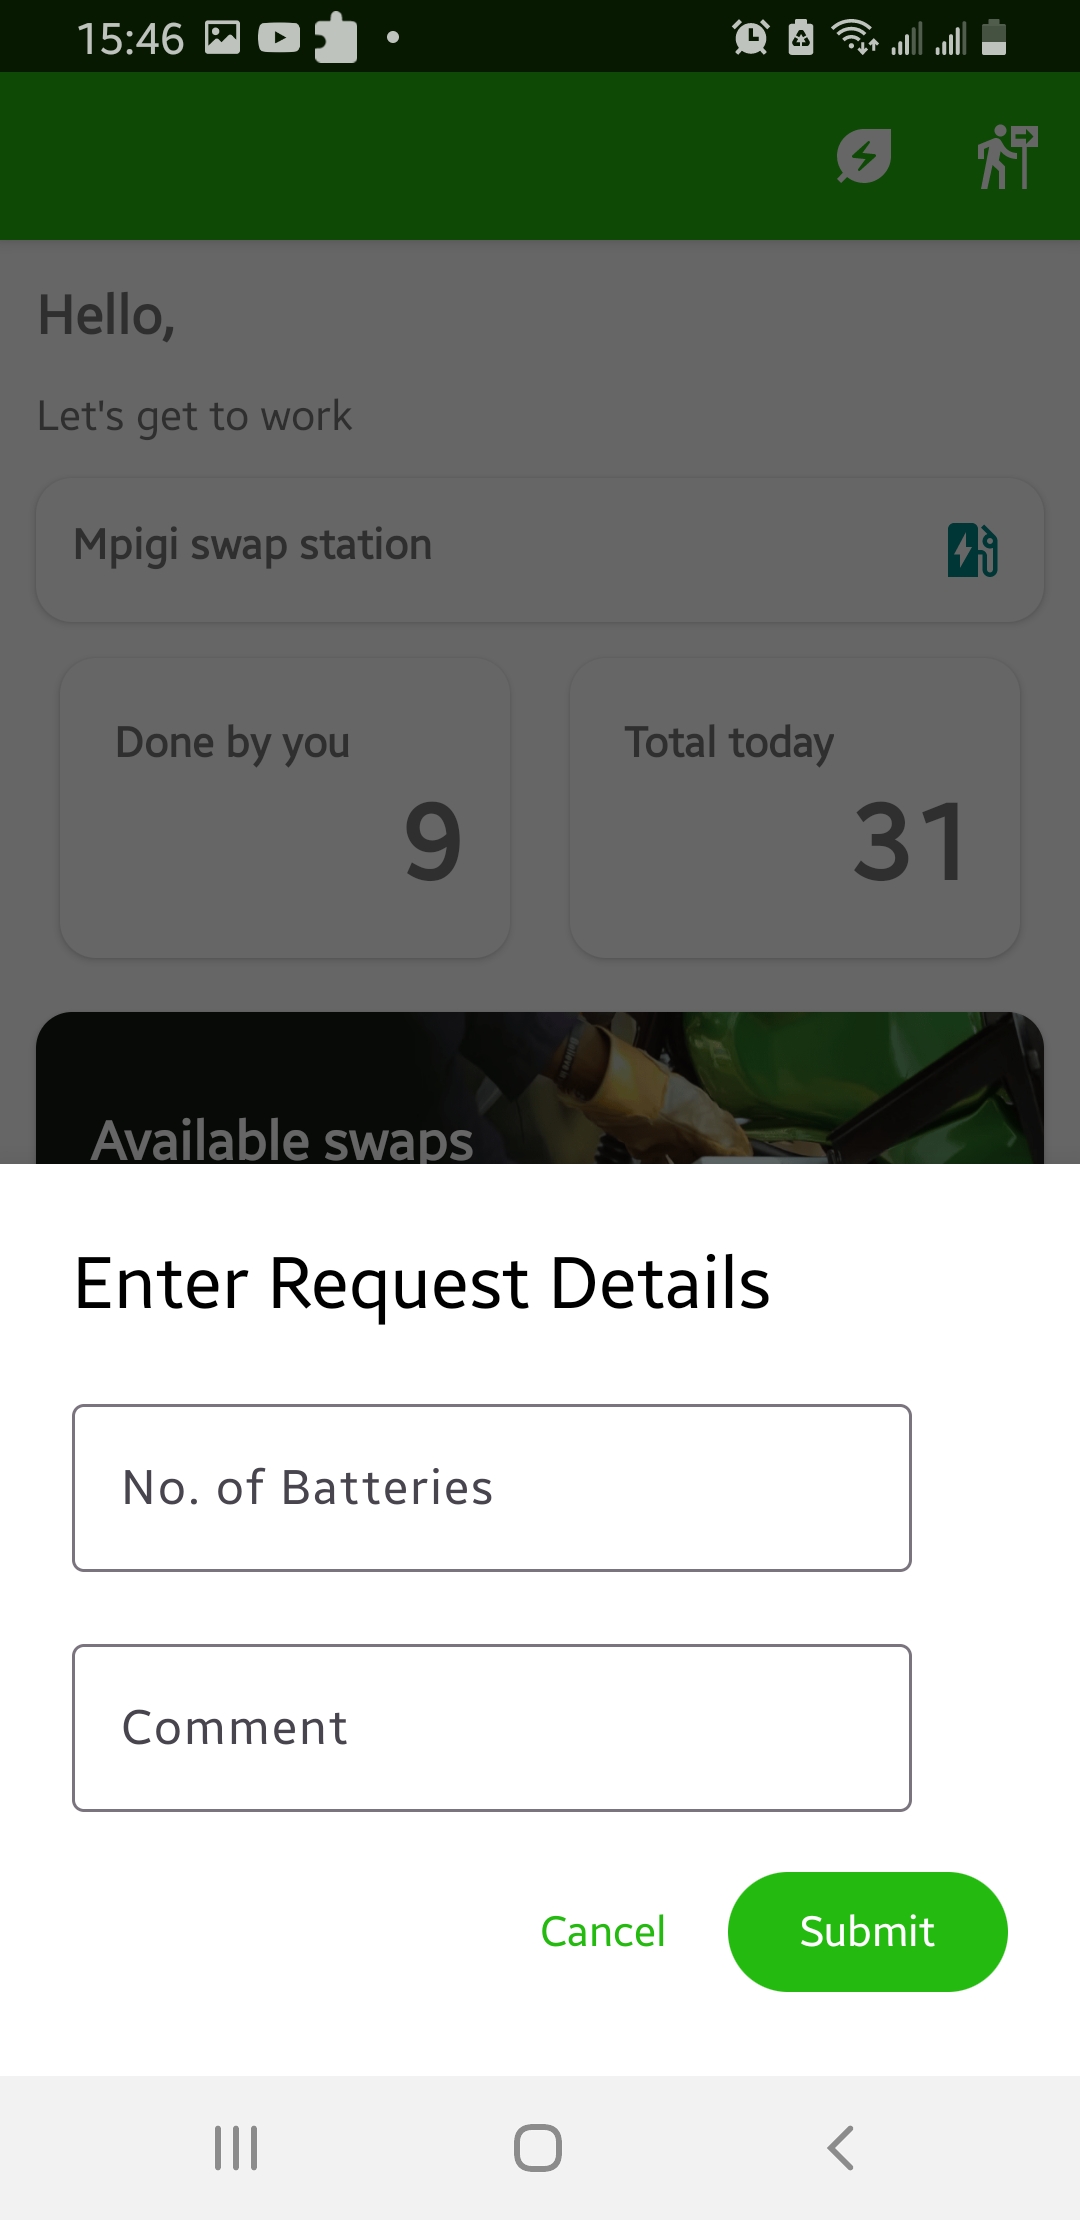 15:46
Hello,
Let's get to work
Mpigi swap station
Done by you
Total today
9
31
Available swaps
Enter Request Details
No. of Batteries
Comment
Cancel
Submit